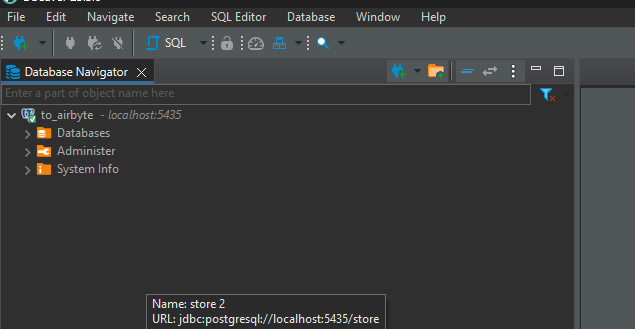 File Edit Navigate Search SQL Editor Database Window Help
SQL
Database Navigator
Enter a part of object name here
to_airbyte - localhost:5435
Databases
Administer
System Info
Name: store 2
URL: jdbc:postgresql://localhost:5435/store